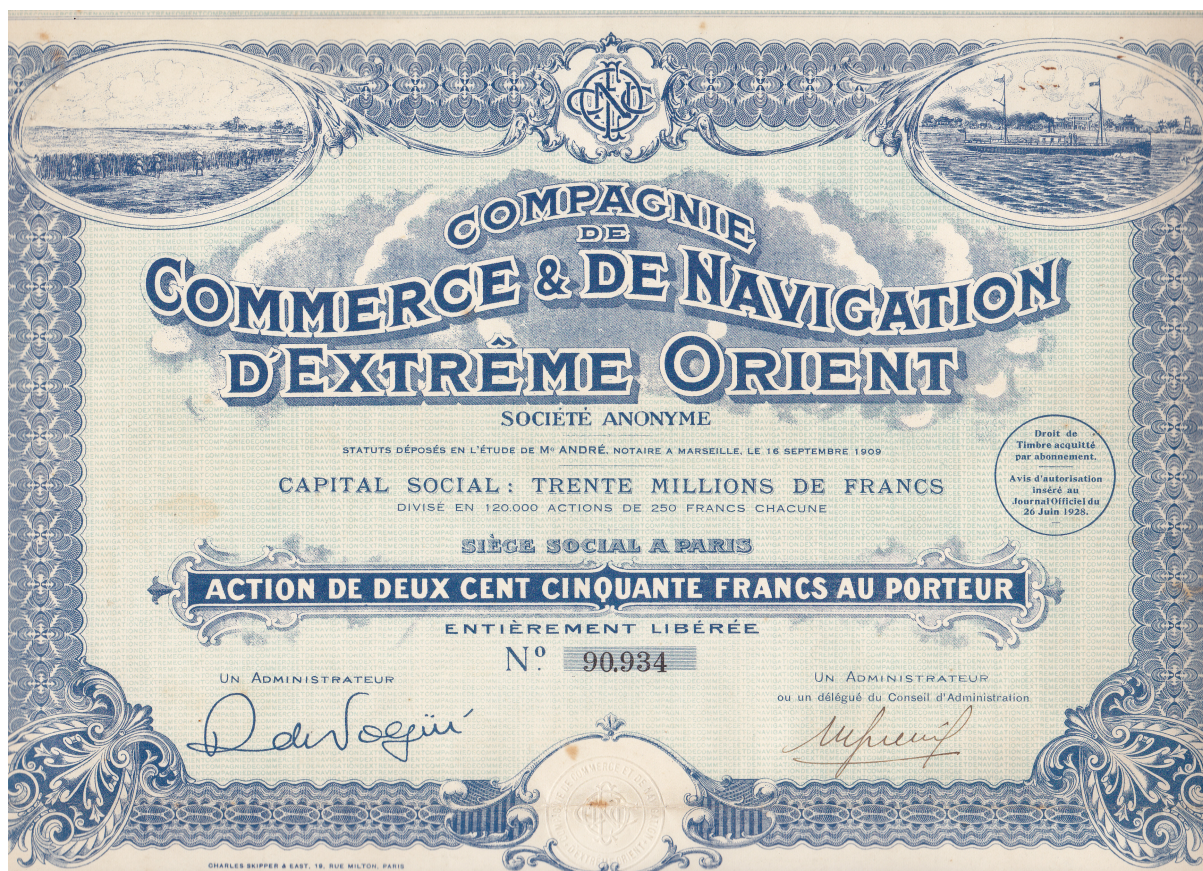 COMPAGNIE
DE
COMMERCE & DE NAVIGATION
D'EXTRÊME ORIENT
SOCIÉTÉ ANONYME
STATUTS DÉPOSÉS EN L'ÉTUDE DE Me ANDRÉ, NOTAIRE A MARSEILLE, LE 16 SEPTEMBRE 1909
CAPITAL SOCIAL: TRENTE MILLIONS DE FRANCS
DIVISÉ EN 120.000 ACTIONS DE 250 FRANCS CHACUNE
Droit de
Timbre acquitté
par abonnement.
Avis d'autorisation
inséré au
Journal Officiel du
26 Juin 1928.
SIÈGE SOCIAL A PARIS
ACTION DE DEUX CENT CINQUANTE FRANCS AU PORTEUR
ENTIÈREMENT LIBÉRÉE
No. 90.934
UN ADMINISTRATEUR
UN ADMINISTRATEUR
ou un délégué du Conseil d'Administration
CHARLES SKIPPER & EAST, 18, RUE MILTON, PARIS